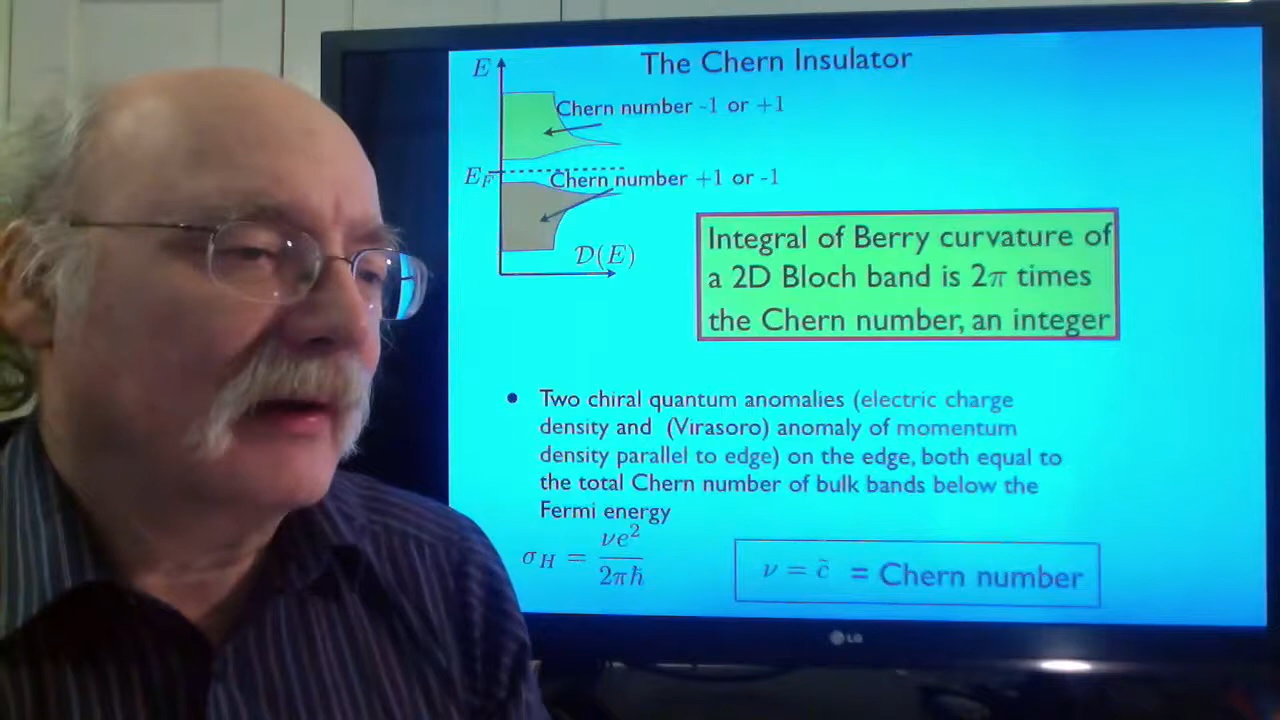 The Chern Insulator
E
Chern number -1 or +1
E_F
Chern number +1 or -1
D(E)
Integral of Berry curvature of
a 2D Bloch band is 2π times
the Chern number, an integer
• Two chiral quantum anomalies (electric charge
density and (Virasoro) anomaly of momentum
density parallel to edge) on the edge, both equal to
the total Chern number of bulk bands below the
Fermi energy
σ_H = νe²/2πħ
ν = c̃ = Chern number
LG